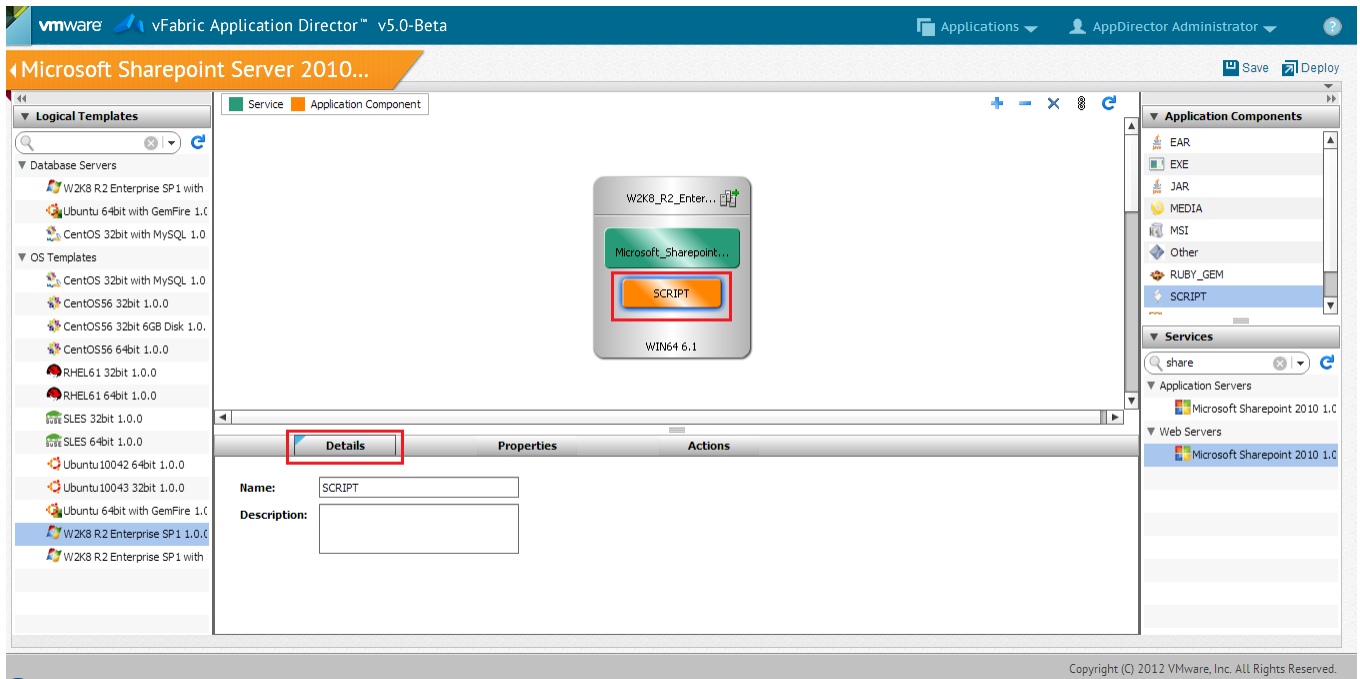 vmware vFabric Application Director™ v5.0-Beta
Applications
AppDirector Administrator
?
Microsoft Sharepoint Server 2010...
Save
Deploy
Logical Templates
Database Servers
W2K8 R2 Enterprise SP1 with
Ubuntu 64bit with GemFire 1.0
CentOS 32bit with MySQL 1.0
OS Templates
CentOS 32bit with MySQL 1.0
CentOS56 32bit 1.0.0
CentOS56 32bit 6GB Disk 1.0.
CentOS56 64bit 1.0.0
RHEL61 32bit 1.0.0
RHEL61 64bit 1.0.0
SLES 32bit 1.0.0
SLES 64bit 1.0.0
Ubuntu10042 64bit 1.0.0
Ubuntu10043 32bit 1.0.0
Ubuntu 64bit with GemFire 1.0
W2K8 R2 Enterprise SP1 1.0.0
W2K8 R2 Enterprise SP1 with
Service
Application Component
W2K8_R2_Enter...
Microsoft_Sharepoint...
SCRIPT
WIN64 6.1
Details
Properties
Actions
Name:
SCRIPT
Description:
Application Components
EAR
EXE
JAR
MEDIA
MSI
Other
RUBY_GEM
SCRIPT
Services
share
Application Servers
Microsoft Sharepoint 2010 1.0
Web Servers
Microsoft Sharepoint 2010 1.0
Copyright (C) 2012 VMware, Inc. All Rights Reserved.